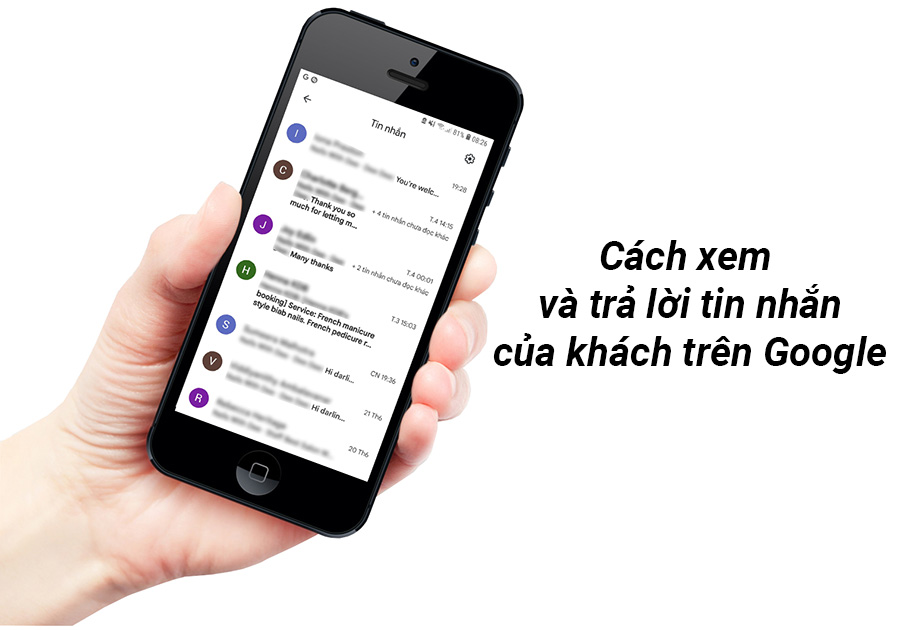 08:26
81%
Tin nhắn
I
You're welc...
19:28
C
Thank you so
much for letting m...
T.4 14:15
+ 4 tin nhắn chưa đọc khác
J
Many thanks
T.4 00:01
+ 2 tin nhắn chưa đọc khác
H
booking] Service: French manicure
style biab nails. French pedicure r...
T.3 15:03
S
Hi darli...
CN 19:36
V
Hi darlin...
21 Th6
R
20 Th6
Cách xem
và trả lời tin nhắn
của khách trên Google